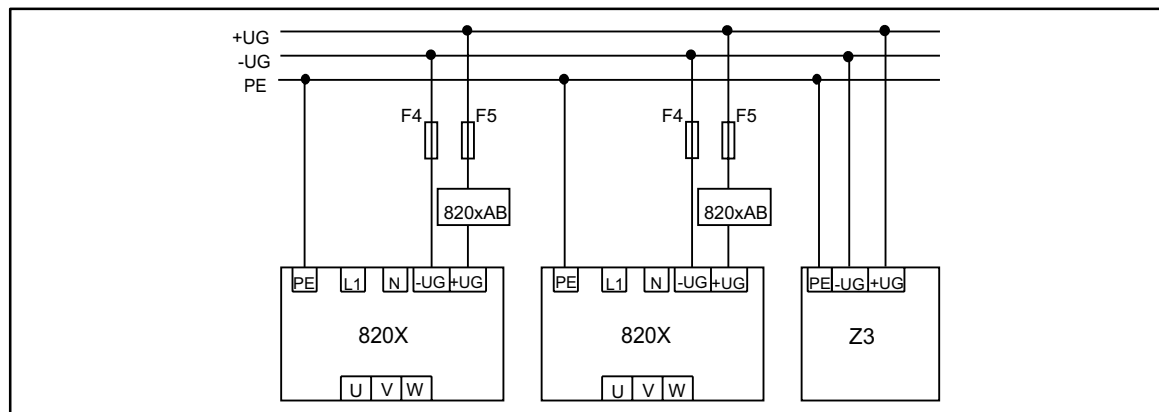 +UG
-UG
PE
F4 F5 F4 F5
820xAB 820xAB
PE L1 N -UG +UG PE L1 N -UG +UG PE -UG +UG
820X 820X Z3
U V W U V W